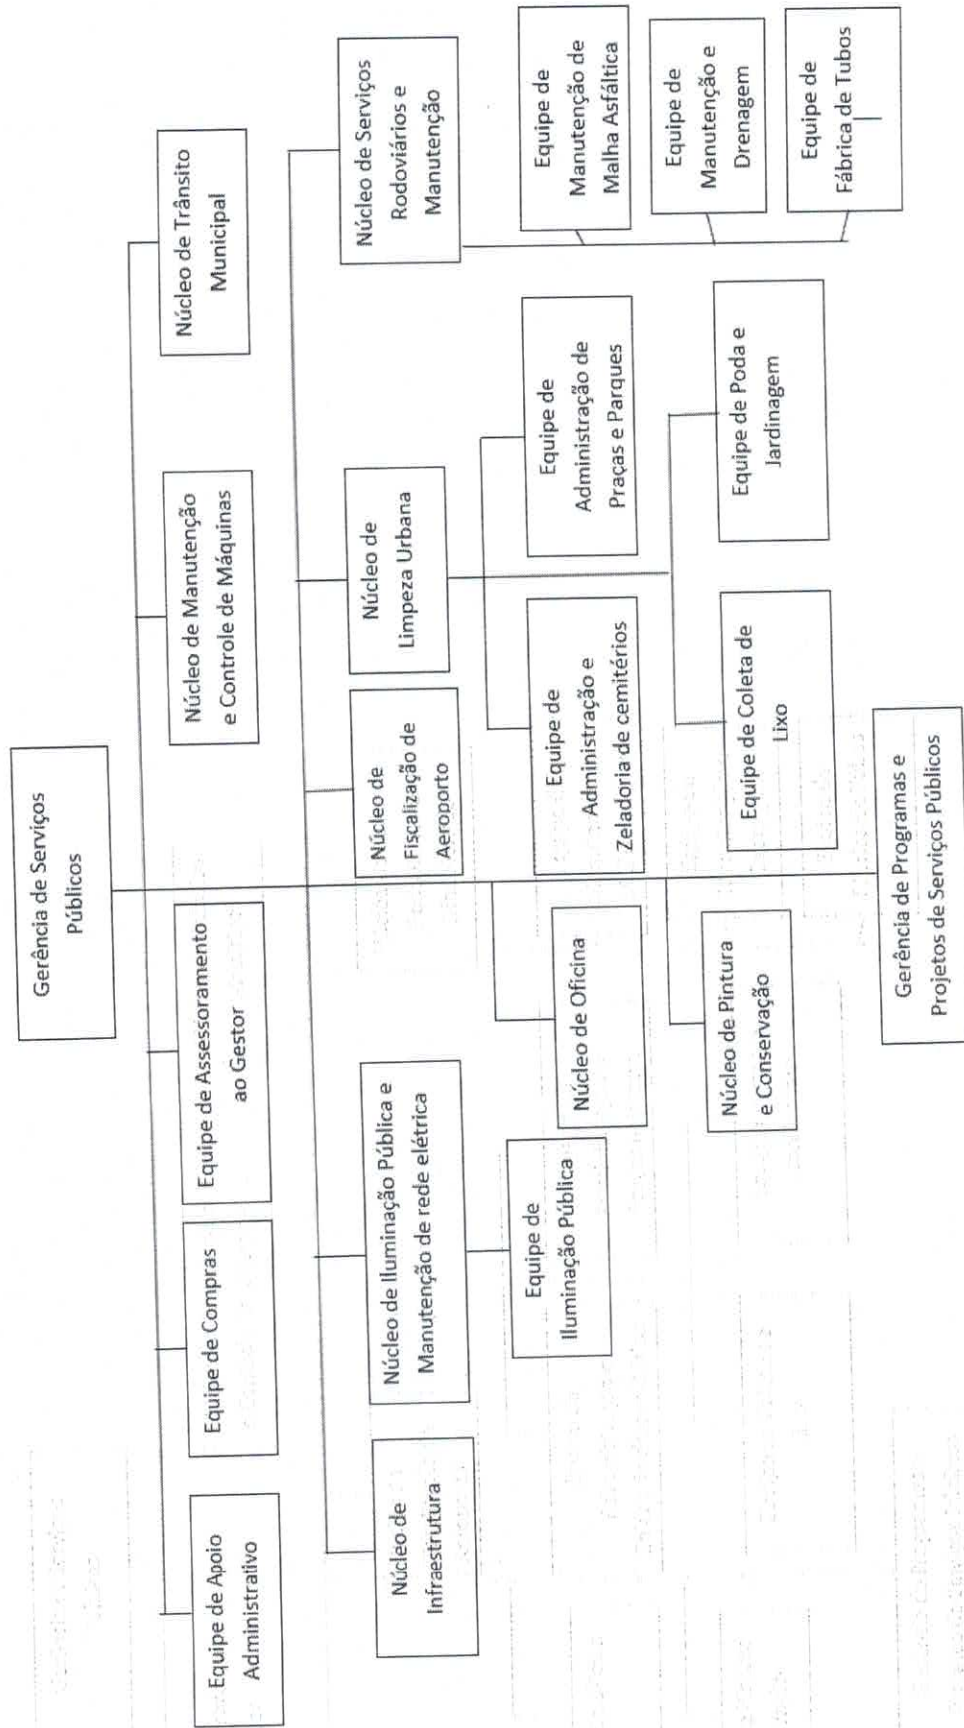 Gerência de Serviços
Públicos
Equipe de Apoio
Administrativo
Equipe de Compras
Equipe de Assessoramento
ao Gestor
Núcleo de Manutenção
e Controle de Máquinas
Núcleo de Trânsito
Municipal
Núcleo de
Infraestrutura
Núcleo de Iluminação Pública e
Manutenção de rede elétrica
Núcleo de
Fiscalização de
Aeroporto
Núcleo de
Limpeza Urbana
Núcleo de Serviços
Rodoviários e
Manutenção
Equipe de
Iluminação Pública
Núcleo de Oficina
Equipe de
Administração e
Zeladoria de cemitérios
Equipe de
Administração de
Praças e Parques
Equipe de
Manutenção de
Malha Asfáltica
Equipe de
Manutenção e
Drenagem
Equipe de
Fábrica de Tubos
Núcleo de Pintura
e Conservação
Equipe de Coleta de
Lixo
Equipe de Poda e
Jardinagem
Gerência de Programas e
Projetos de Serviços Públicos